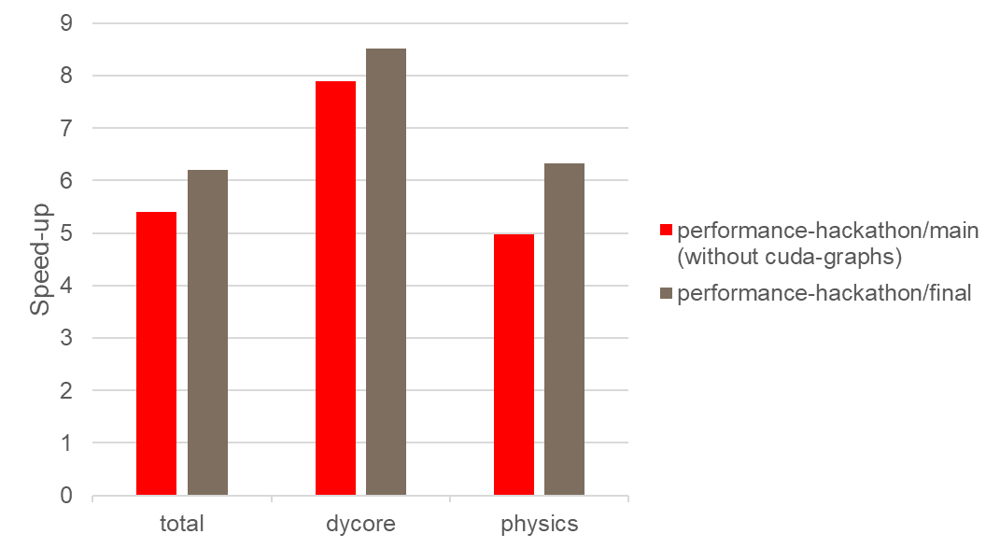 9
8
7
6
5
4
3
2
1
0
Speed-up
total
dycore
physics
performance-hackathon/main
(without cuda-graphs)
performance-hackathon/final